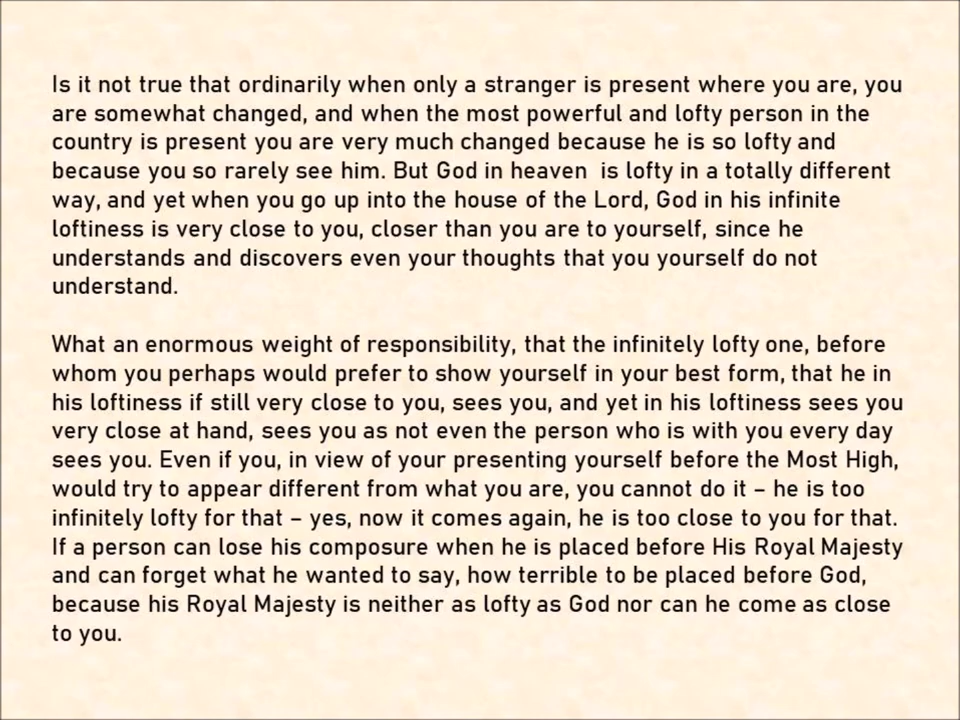 Is it not true that ordinarily when only a stranger is present where you are, you
are somewhat changed, and when the most powerful and lofty person in the
country is present you are very much changed because he is so lofty and
because you so rarely see him. But God in heaven  is lofty in a totally different
way, and yet when you go up into the house of the Lord, God in his infinite
loftiness is very close to you, closer than you are to yourself, since he
understands and discovers even your thoughts that you yourself do not
understand.

What an enormous weight of responsibility, that the infinitely lofty one, before
whom you perhaps would prefer to show yourself in your best form, that he in
his loftiness if still very close to you, sees you, and yet in his loftiness sees you
very close at hand, sees you as not even the person who is with you every day
sees you. Even if you, in view of your presenting yourself before the Most High,
would try to appear different from what you are, you cannot do it – he is too
infinitely lofty for that – yes, now it comes again, he is too close to you for that.
If a person can lose his composure when he is placed before His Royal Majesty
and can forget what he wanted to say, how terrible to be placed before God,
because his Royal Majesty is neither as lofty as God nor can he come as close
to you.